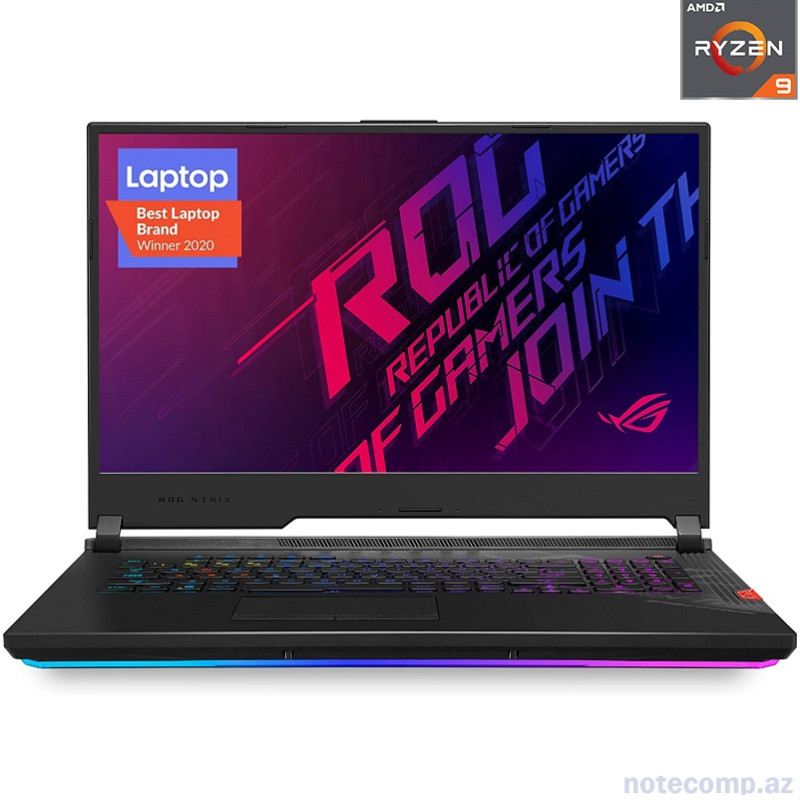 AMD
RYZEN
9
Laptop
Best Laptop
Brand
Winner 2020
ROG
REPUBLIC OF GAMERS
OF GAMERS
JOIN TH
ROG STRIX
notecomp.az